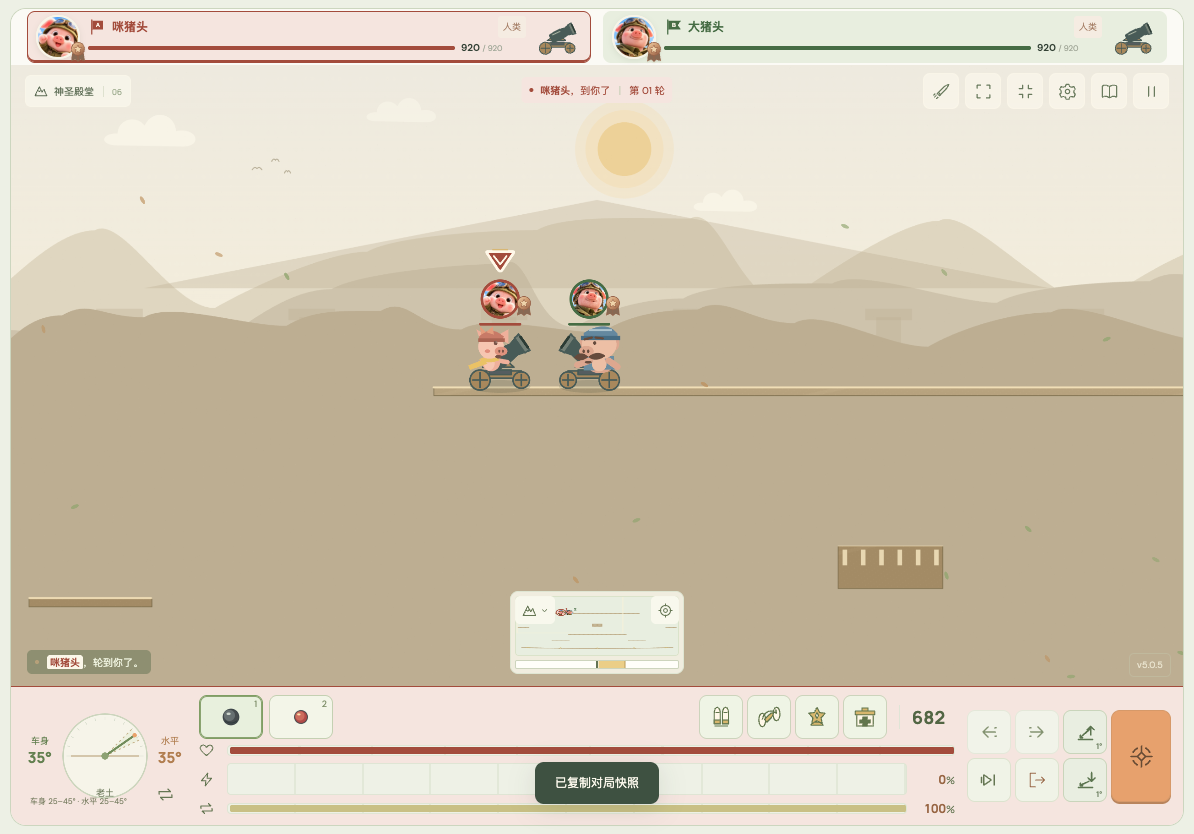 咪猪头
人类
920 / 920
大猪头
人类
920 / 920
神圣殿堂 06
咪猪头，到你了 第 01 轮
咪猪头，轮到你了。
v5.0.5
车身
35°
水平
35°
老土
车身 25–45° · 水平 25–45°
1
2
682
0%
100%
已复制对局快照
1°
1°